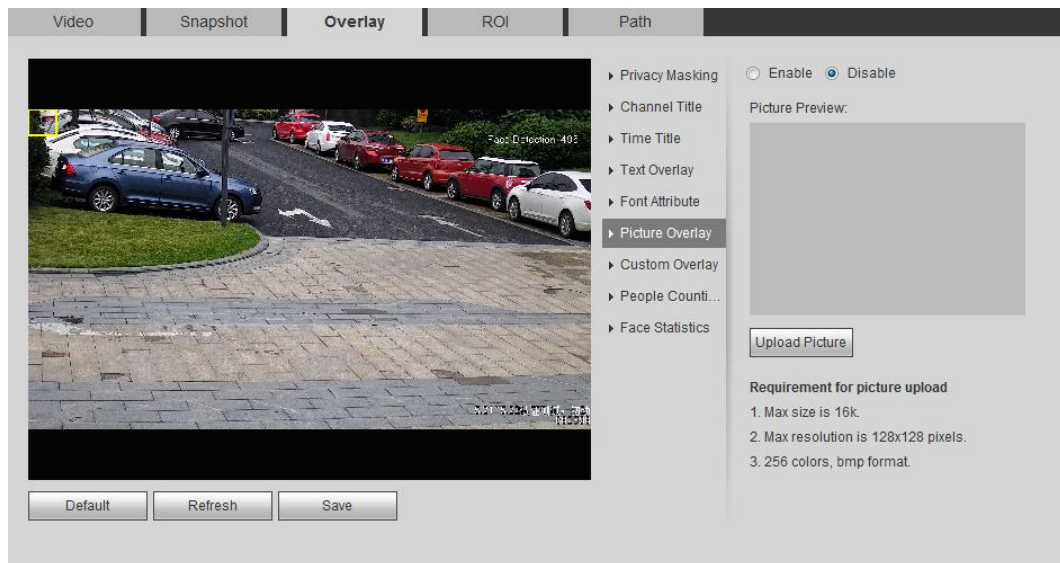 Video
Snapshot
Overlay
ROI
Path
Face Detection
Privacy Masking
Channel Title
Time Title
Text Overlay
Font Attribute
Picture Overlay
Custom Overlay
People Counti...
Face Statistics
Enable
Disable
Picture Preview:
Upload Picture
Requirement for picture upload
1. Max size is 16k.
2. Max resolution is 128x128 pixels.
3. 256 colors, bmp format.
Default
Refresh
Save